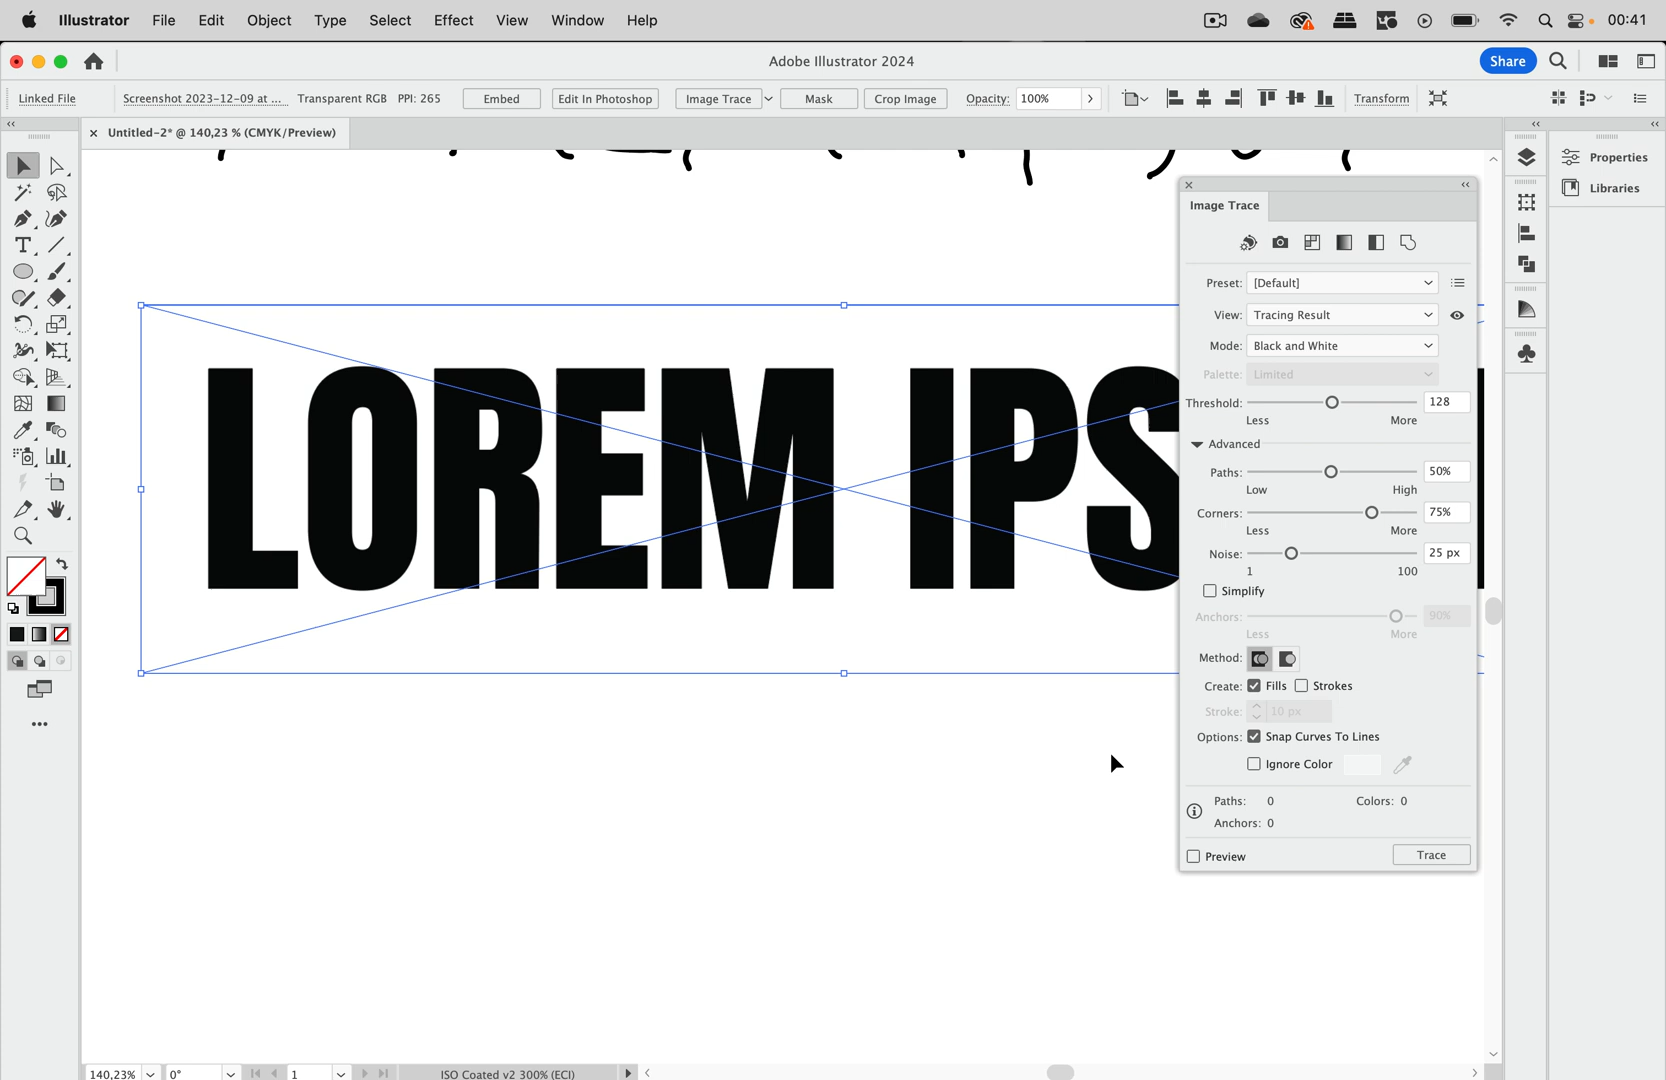 Illustrator File Edit Object Type Select Effect View Window Help 00:41
Adobe Illustrator 2024 Share
Linked File Screenshot 2023-12-09 at ... Transparent RGB PPI: 265 Embed Edit In Photoshop Image Trace Mask Crop Image Opacity: 100% Transform
Untitled-2* @ 140,23 % (CMYK/Preview)
Properties
Libraries
LOREM IPS
Image Trace
Preset: [Default]
View: Tracing Result
Mode: Black and White
Palette: Limited
Threshold: 128
Less More
Advanced
Paths: 50%
Low High
Corners: 75%
Less More
Noise: 25 px
1 100
Simplify
Anchors: 90%
Less More
Method:
Create: Fills Strokes
Stroke: 10 px
Options: Snap Curves To Lines
Ignore Color
Paths: 0 Colors: 0
Anchors: 0
Preview Trace
140,23% 0° 1 ISO Coated v2 300% (ECI)